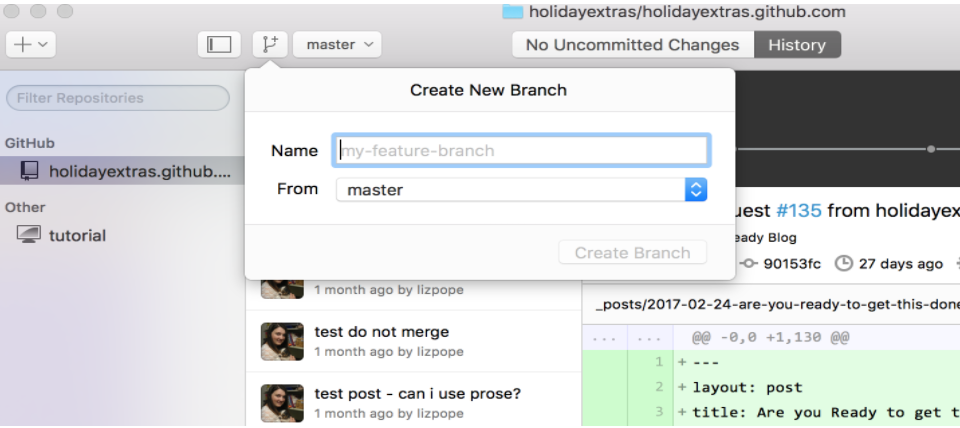 holidayextras/holidayextras.github.com
master
No Uncommitted Changes
History
Filter Repositories
GitHub
holidayextras.github....
Other
tutorial
Create New Branch
Name
my-feature-branch
From
master
Create Branch
1 month ago by lizpope
test do not merge
1 month ago by lizpope
test post - can i use prose?
1 month ago by lizpope
uest #135 from holidayex
eady Blog
90153fc
27 days ago
_posts/2017-02-24-are-you-ready-to-get-this-done
... ... @@ -0,0 +1,130 @@
1 + ---
2 + layout: post
3 + title: Are you Ready to get t